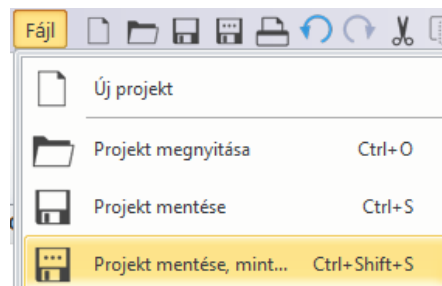 Fájl
Új projekt
Projekt megnyitása Ctrl+O
Projekt mentése Ctrl+S
Projekt mentése, mint... Ctrl+Shift+S